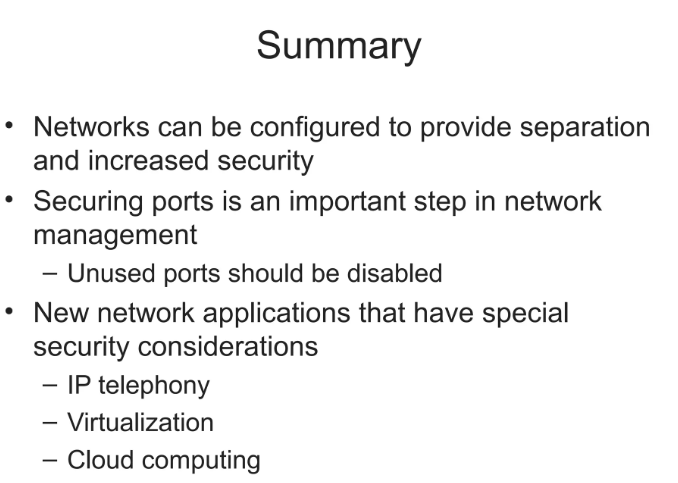 Summary
• Networks can be configured to provide separation
and increased security
• Securing ports is an important step in network
management
– Unused ports should be disabled
• New network applications that have special
security considerations
– IP telephony
– Virtualization
– Cloud computing